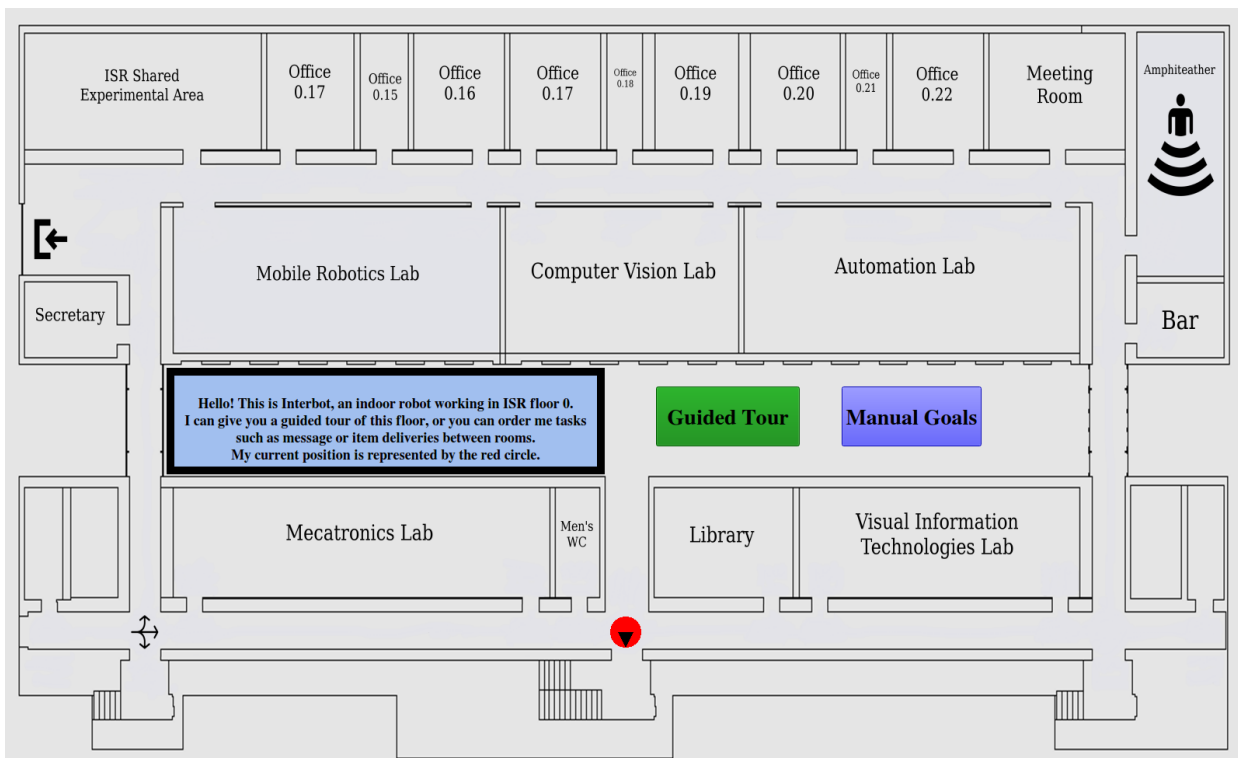 ISR Shared
Experimental Area
Office
0.17
Office
0.15
Office
0.16
Office
0.17
Office
0.18
Office
0.19
Office
0.20
Office
0.21
Office
0.22
Meeting
Room
Amphiteather
Mobile Robotics Lab
Computer Vision Lab
Automation Lab
Secretary
Bar
Hello! This is Interbot, an indoor robot working in ISR floor 0.
I can give you a guided tour of this floor, or you can order me tasks
such as message or item deliveries between rooms.
My current position is represented by the red circle.
Guided Tour
Manual Goals
Mecatronics Lab
Men's
WC
Library
Visual Information
Technologies Lab